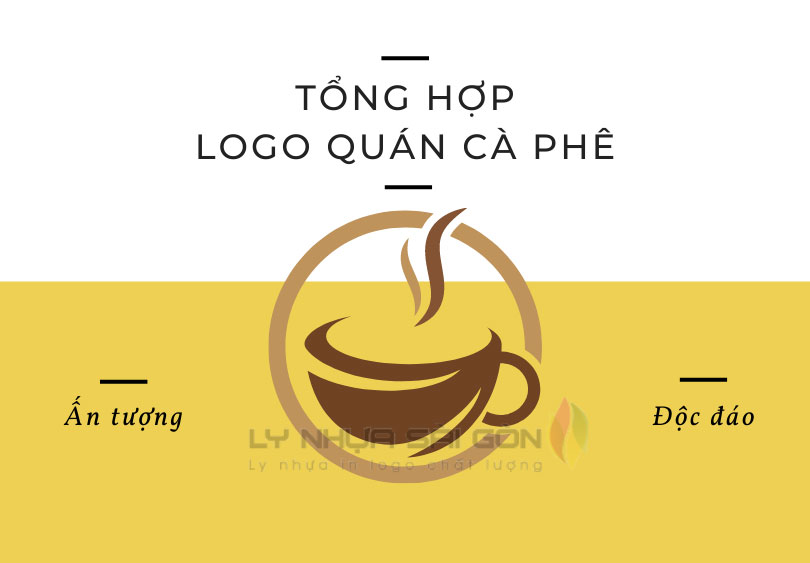 TỔNG HỢP
LOGO QUÁN CÀ PHÊ
Ấn tượng
Độc đáo
LY NHỰA SÀI GÒN
Ly nhựa in logo chất lượng